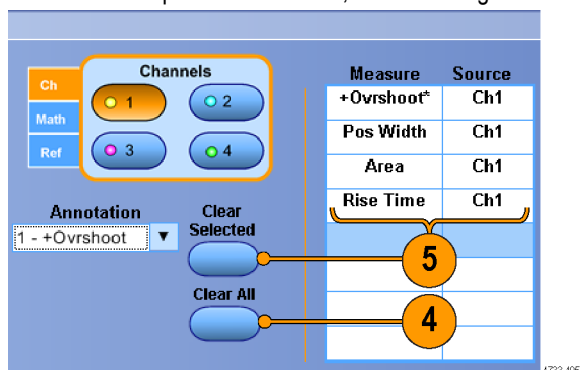 Ch
Math
Ref
Channels
1
2
3
4
Annotation
1 - +Ovrshoot
Clear
Selected
Clear All
Measure Source
+Ovrshoot* Ch1
Pos Width Ch1
Area Ch1
Rise Time Ch1
5
4